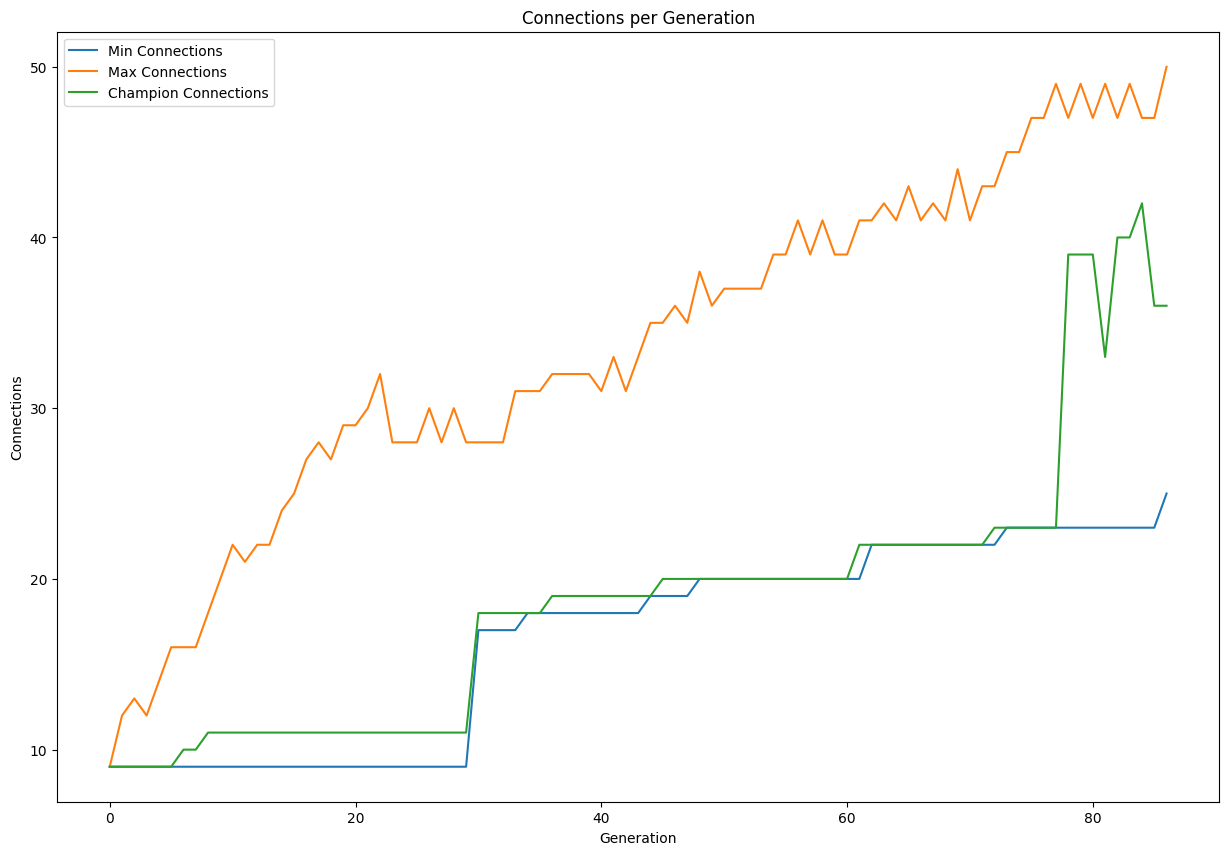 Connections per Generation
Min Connections
Max Connections
Champion Connections
50
40
30
20
10
Connections
0 20 40 60 80
Generation